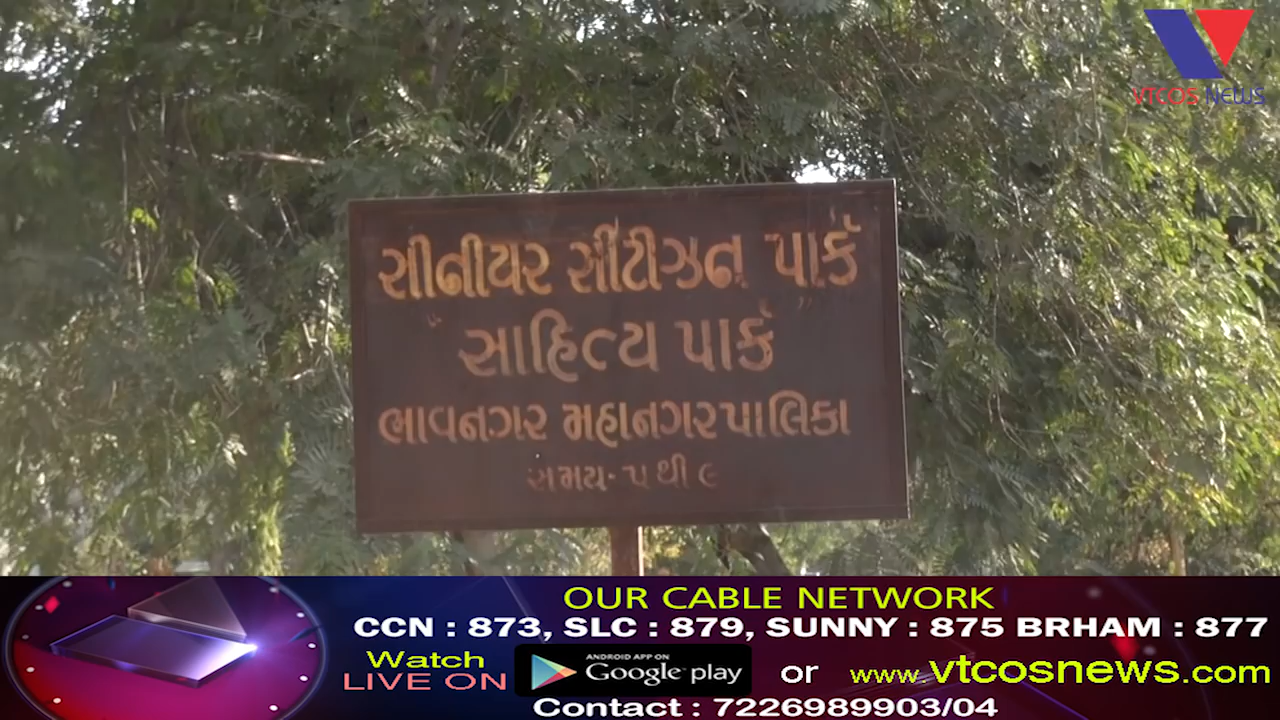 VTCOS NEWS
સીનીયર સીટીઝન પાર્ક
" સાહિત્ય પાર્ક "
ભાવનગર મહાનગરપાલિકા
સમય- ૫ થી ૯
OUR CABLE NETWORK
CCN : 873, SLC : 879, SUNNY : 875 BRHAM : 877
Watch LIVE ON ANDROID APP ON Google play or www.vtcosnews.com
Contact : 7226989903/04